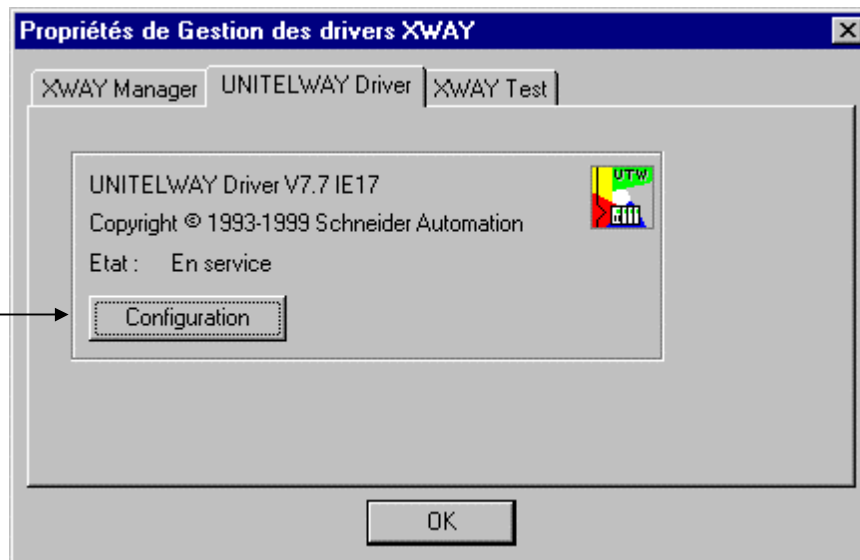 Propriétés de Gestion des drivers XWAY
XWAY Manager UNITELWAY Driver XWAY Test
UTW
UNITELWAY Driver V7.7 IE17
Copyright © 1993-1999 Schneider Automation
Etat : En service
Configuration
OK